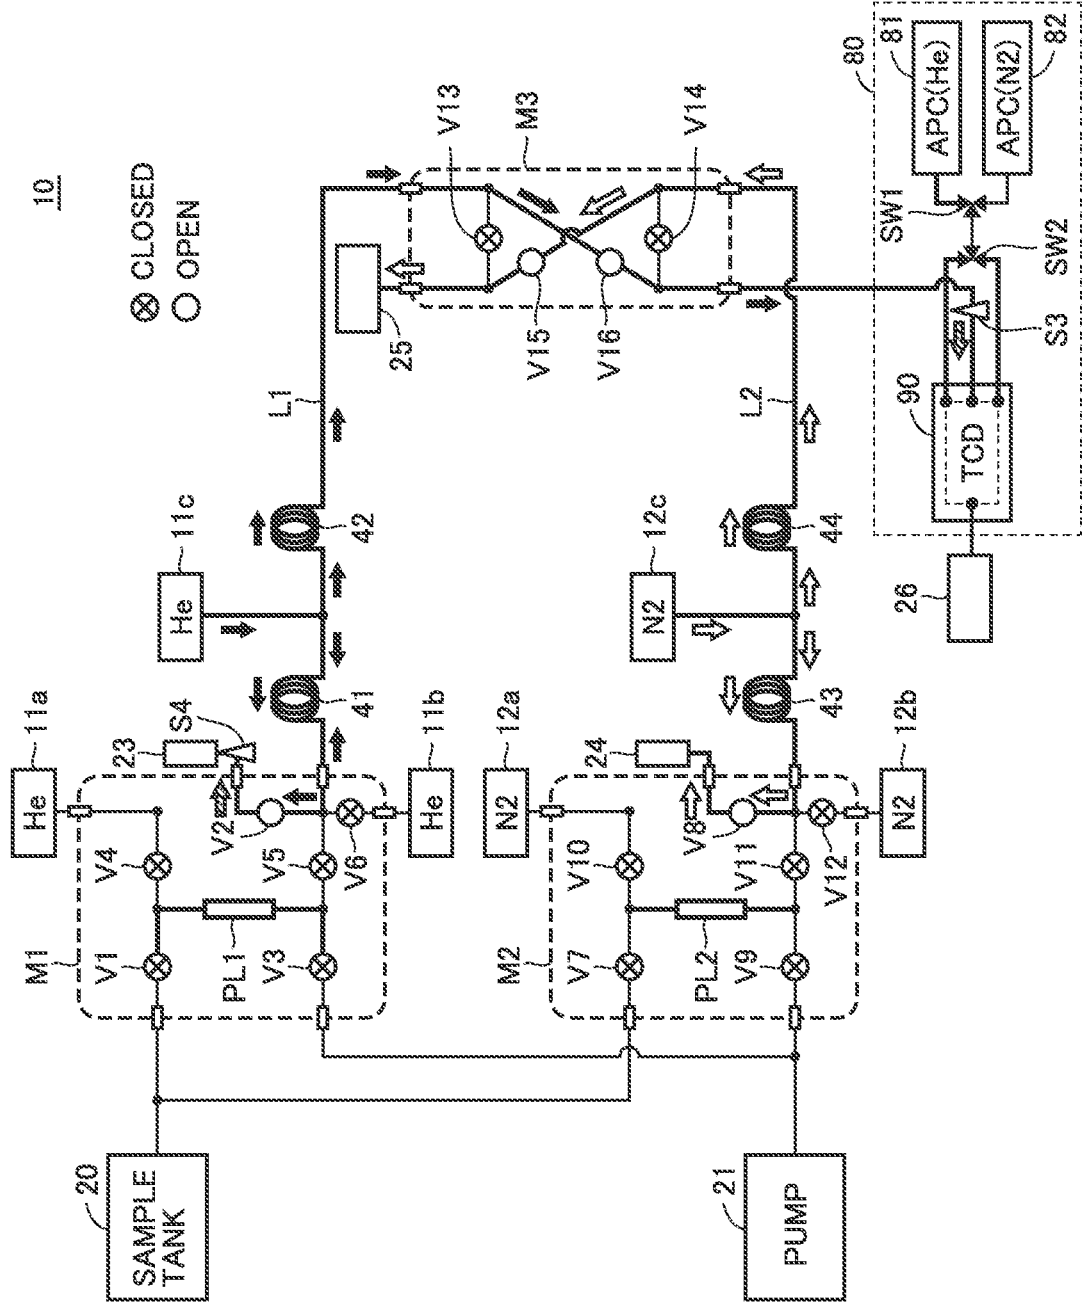 10
CLOSED
OPEN
20
SAMPLE
TANK
21
PUMP
M1
V1
V4
PL1
V3
V5
V6
V2
He
11a
23
S4
He
11b
41
He
11c
42
L1
25
V13
M3
V14
V15
V16
M2
V7
V10
PL2
V9
V11
V12
V8
N2
12a
24
N2
12b
43
N2
12c
44
L2
26
90
TCD
S3
SW2
SW1
80
81
APC(He)
APC(N2)
82